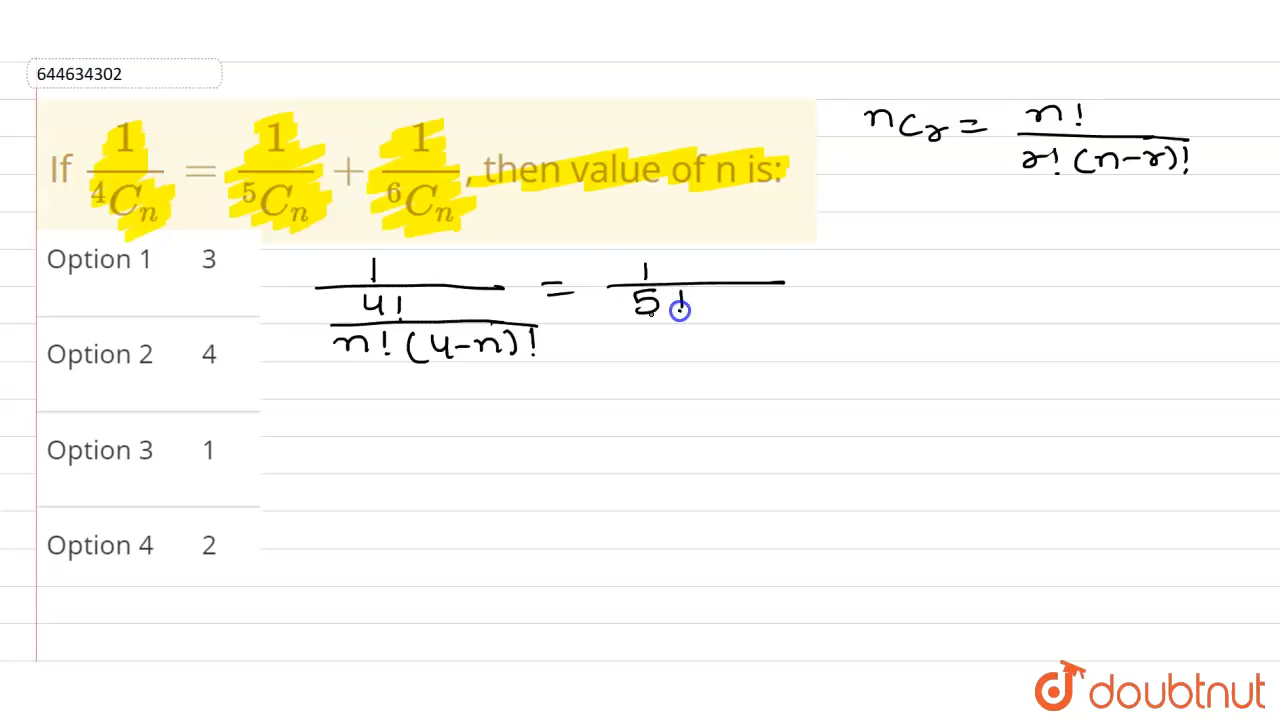 644634302
If 1/⁴Cₙ = 1/⁵Cₙ + 1/⁶Cₙ, then value of n is:
nCr = n!/r!(n-r)!
Option 1 3
1/(4!/n!(4-n)!) = 1/5!
Option 2 4
Option 3 1
Option 4 2
doubtnut